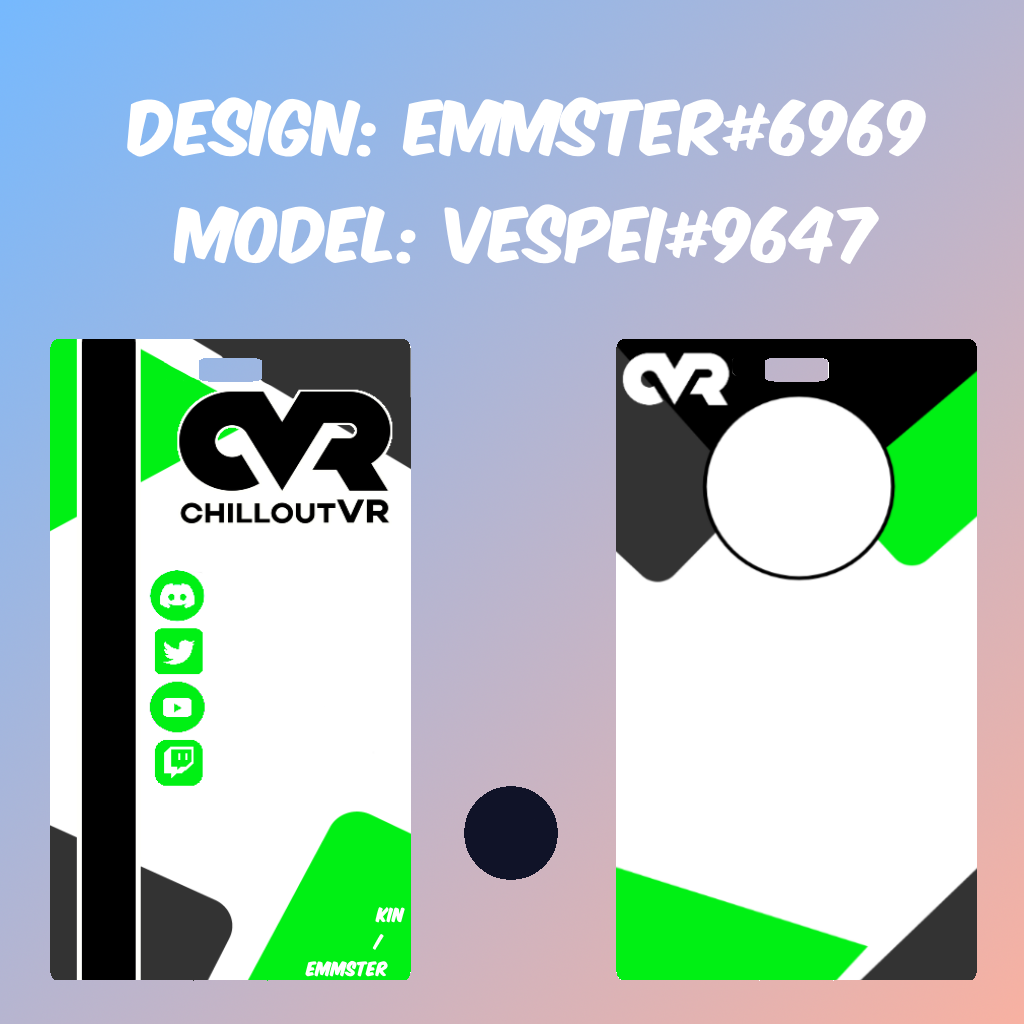 DESIGN: EMMSTER#6969
MODEL: VESPEI#9647
CVR
CHILLOUTVR
KIN
/
EMMSTER
CVR